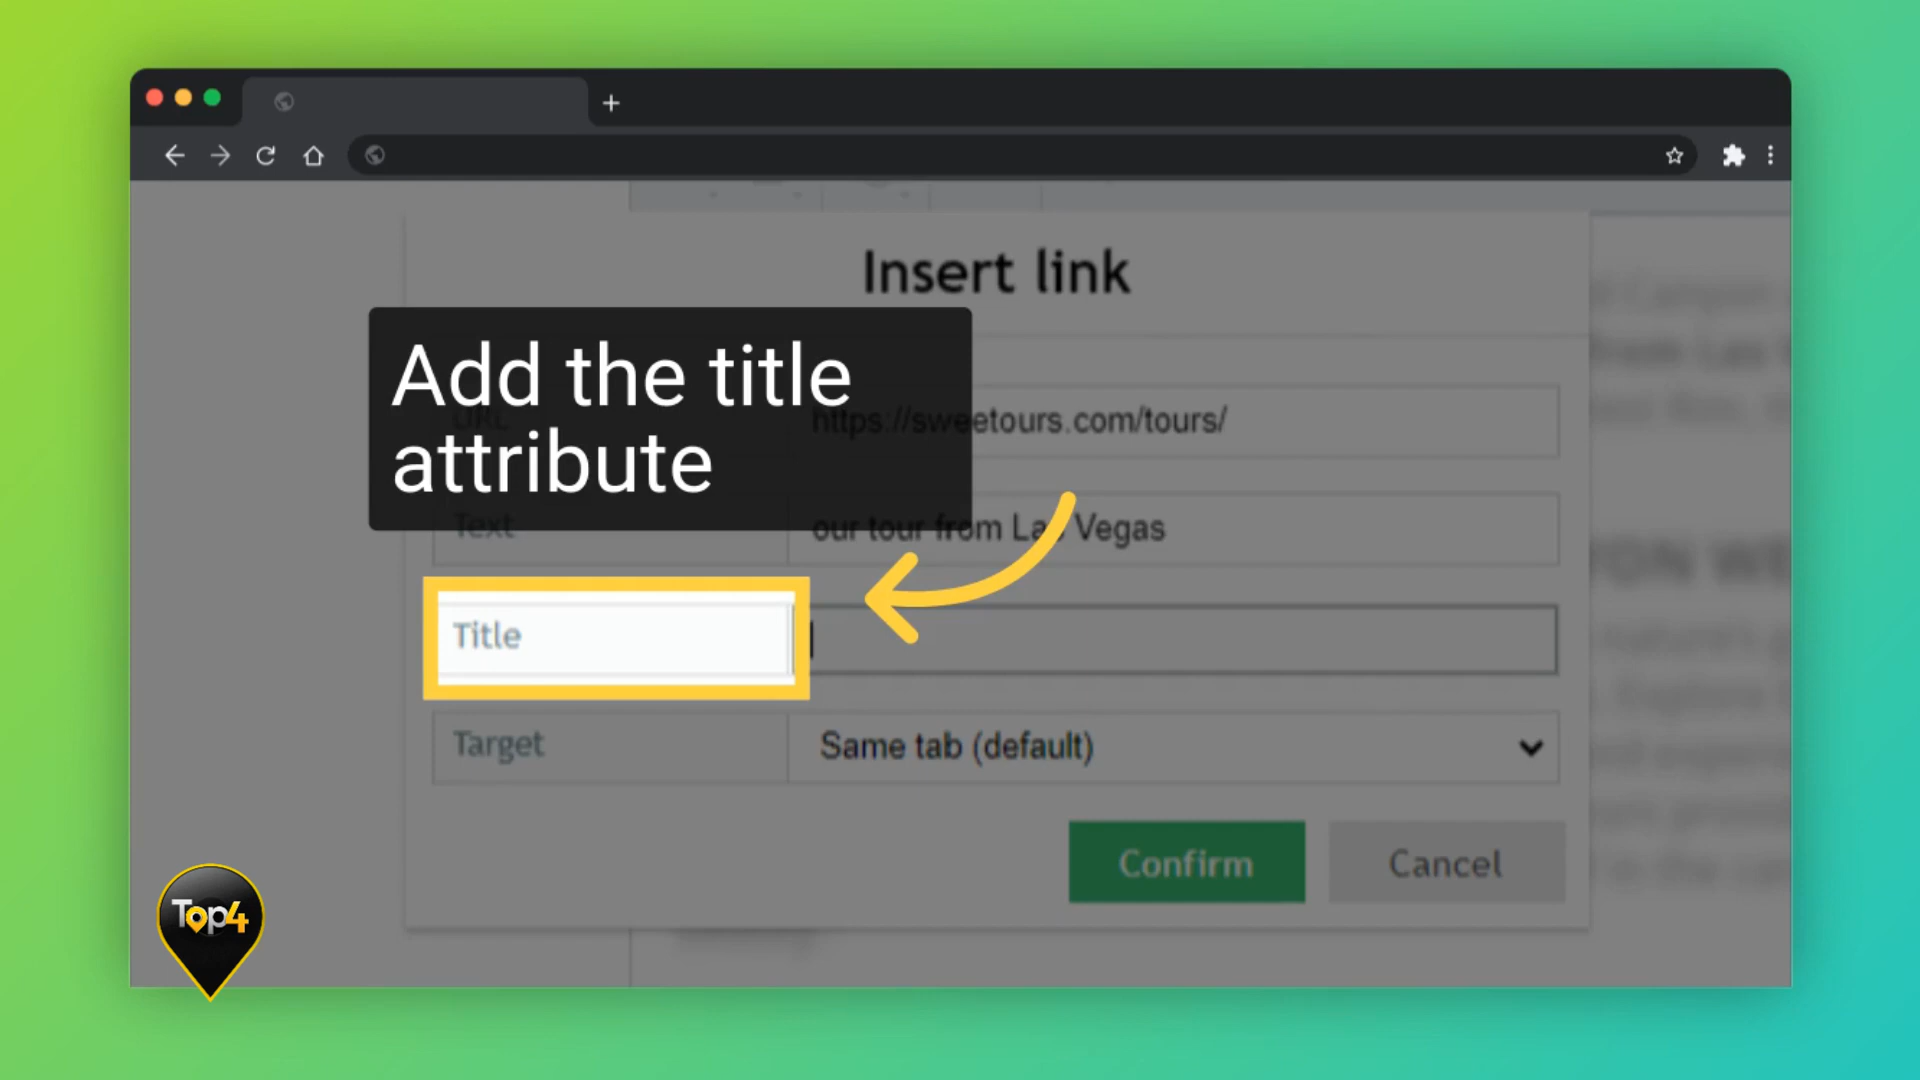 Insert link
Add the title
attribute
URL
https://sweetours.com/tours/
Text
our tour from Las Vegas
Title
Target
Same tab (default)
Confirm
Cancel
Top4